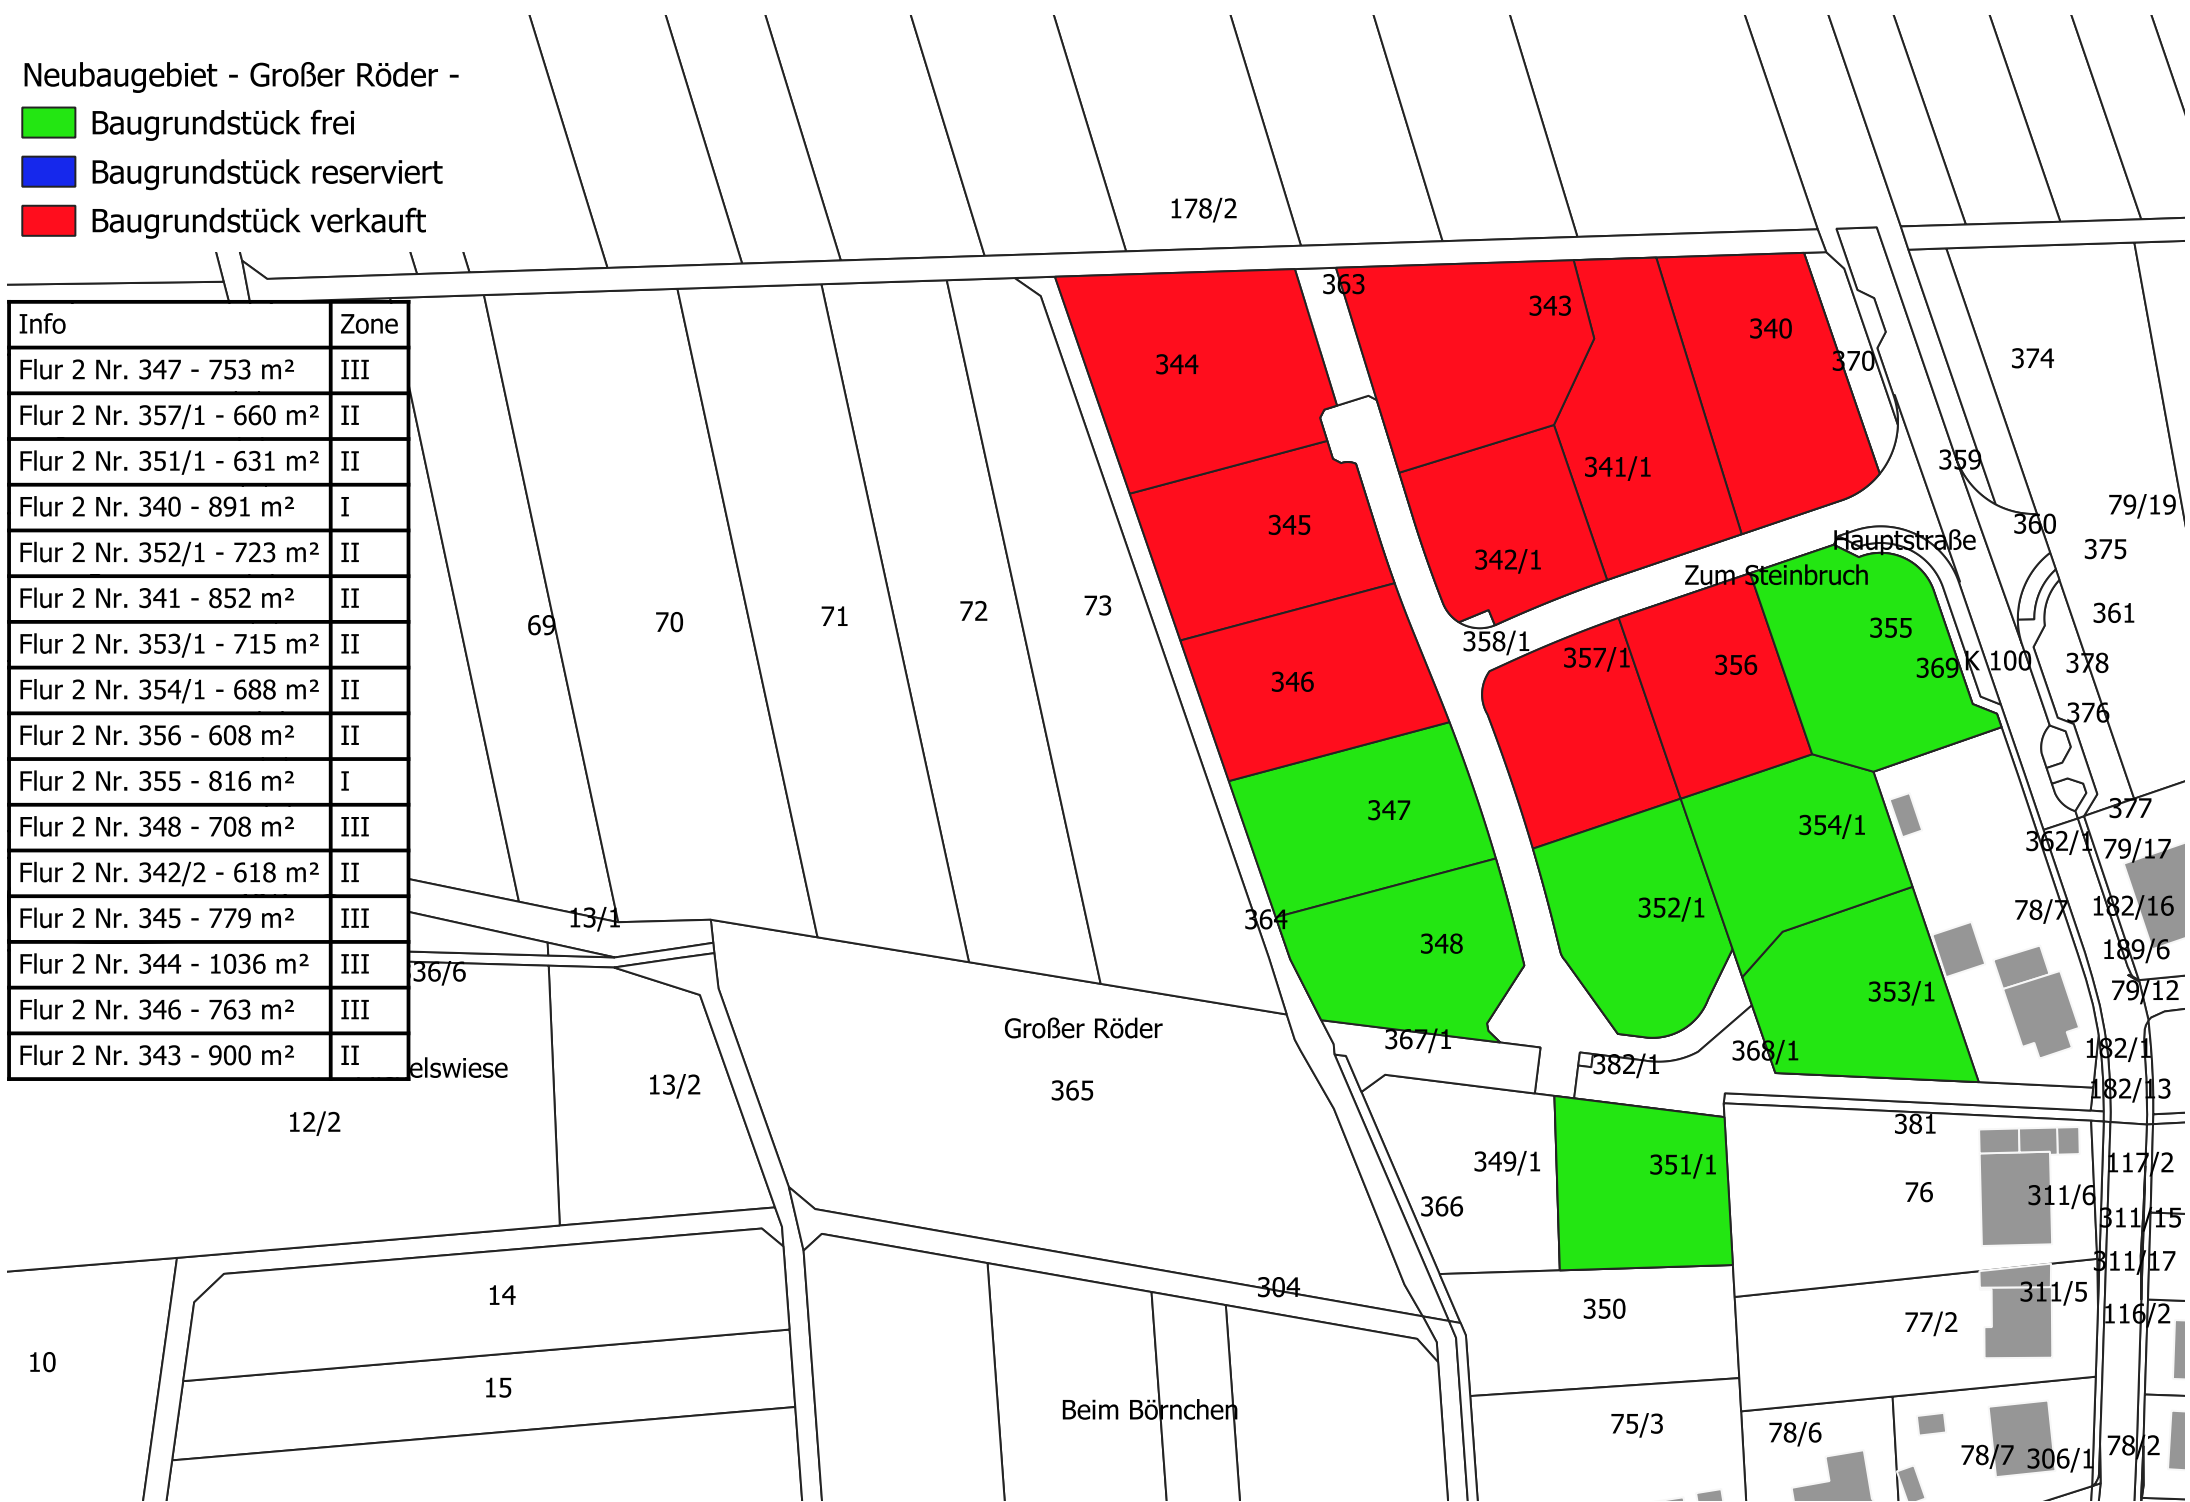 Neubaugebiet - Großer Röder -
Baugrundstück frei
Baugrundstück reserviert
Baugrundstück verkauft
Info Zone
Flur 2 Nr. 347 - 753 m² III
Flur 2 Nr. 357/1 - 660 m² II
Flur 2 Nr. 351/1 - 631 m² II
Flur 2 Nr. 340 - 891 m² I
Flur 2 Nr. 352/1 - 723 m² II
Flur 2 Nr. 341 - 852 m² II
Flur 2 Nr. 353/1 - 715 m² II
Flur 2 Nr. 354/1 - 688 m² II
Flur 2 Nr. 356 - 608 m² II
Flur 2 Nr. 355 - 816 m² I
Flur 2 Nr. 348 - 708 m² III
Flur 2 Nr. 342/2 - 618 m² II
Flur 2 Nr. 345 - 779 m² III
Flur 2 Nr. 344 - 1036 m² III
Flur 2 Nr. 346 - 763 m² III
Flur 2 Nr. 343 - 900 m² II
178/2
363
343
340
344
370
374
341/1
359
345
79/19
360
Hauptstraße
375
342/1
Zum Steinbruch
73
72
71
70
69
361
355
358/1
357/1
356
369
K 100
378
346
376
347
377
354/1
362/1
79/17
352/1
78/7
182/16
13/1
364
348
189/6
36/6
353/1
79/12
Großer Röder
367/1
382/1
368/1
182/1
elswiese
13/2
365
182/13
12/2
381
349/1
351/1
117/2
76
311/6
366
311/15
311/17
304
311/5
14
350
77/2
116/2
10
15
Beim Börnchen
75/3
78/6
78/7
306/1
78/2